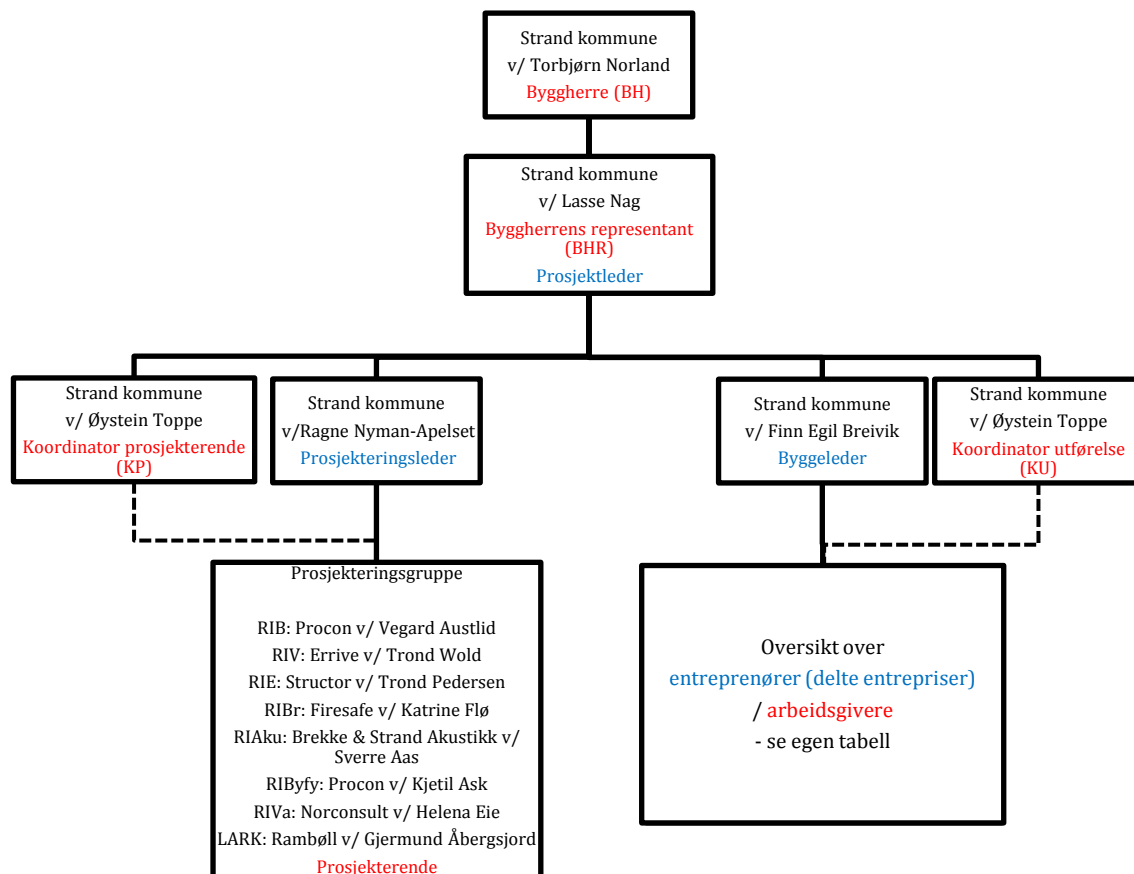 Strand kommune
v/ Torbjørn Norland
Byggherre (BH)
Strand kommune
v/ Lasse Nag
Byggherrens representant
(BHR)
Prosjektleder
Strand kommune
v/ Øystein Toppe
Koordinator prosjekterende
(KP)
Strand kommune
v/Ragne Nyman-Apelset
Prosjekteringsleder
Strand kommune
v/ Finn Egil Breivik
Byggeleder
Strand kommune
v/ Øystein Toppe
Koordinator utførelse
(KU)
Prosjekteringsgruppe
RIB: Procon v/ Vegard Austlid
RIV: Errive v/ Trond Wold
RIE: Structor v/ Trond Pedersen
RIBr: Firesafe v/ Katrine Flø
RIAku: Brekke & Strand Akustikk v/
Sverre Aas
RIByfy: Procon v/ Kjetil Ask
RIVa: Norconsult v/ Helena Eie
LARK: Rambøll v/ Gjermund Åbergsjord
Prosjekterende
Oversikt over
entreprenører (delte entrepriser)
/ arbeidsgivere
- se egen tabell